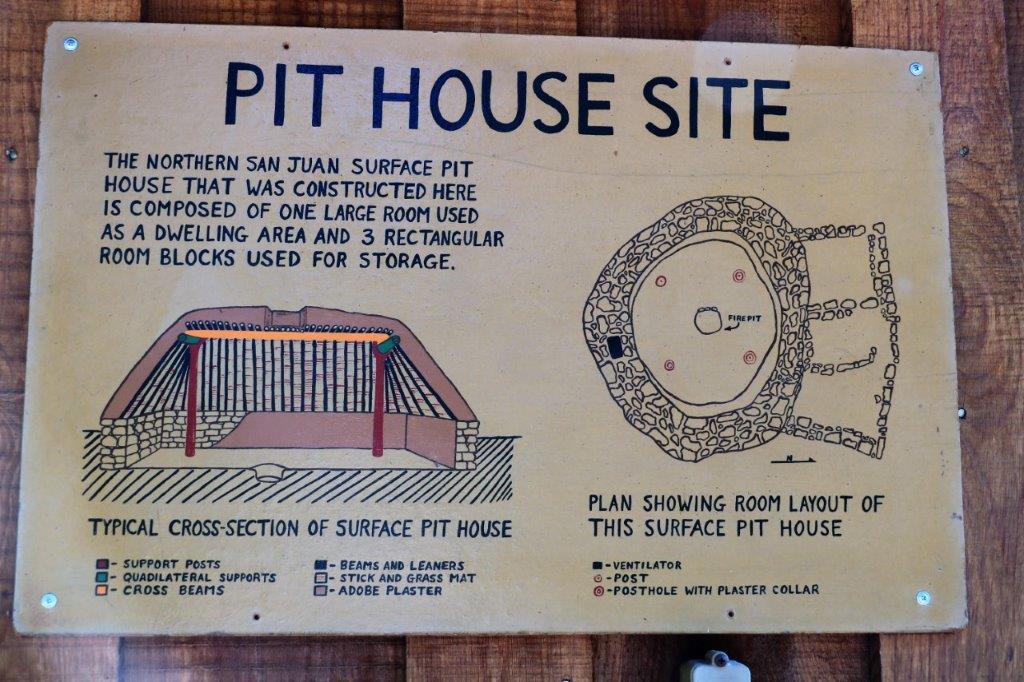 PIT HOUSE SITE
THE NORTHERN SAN JUAN SURFACE PIT
HOUSE THAT WAS CONSTRUCTED HERE
IS COMPOSED OF ONE LARGE ROOM USED
AS A DWELLING AREA AND 3 RECTANGULAR
ROOM BLOCKS USED FOR STORAGE.
FIREPIT
N
TYPICAL CROSS-SECTION OF SURFACE PIT HOUSE
- SUPPORT POSTS
- QUADILATERAL SUPPORTS
- CROSS BEAMS
- BEAMS AND LEANERS
- STICK AND GRASS MAT
- ADOBE PLASTER
PLAN SHOWING ROOM LAYOUT OF
THIS SURFACE PIT HOUSE
- VENTILATOR
- POST
- POSTHOLE WITH PLASTER COLLAR